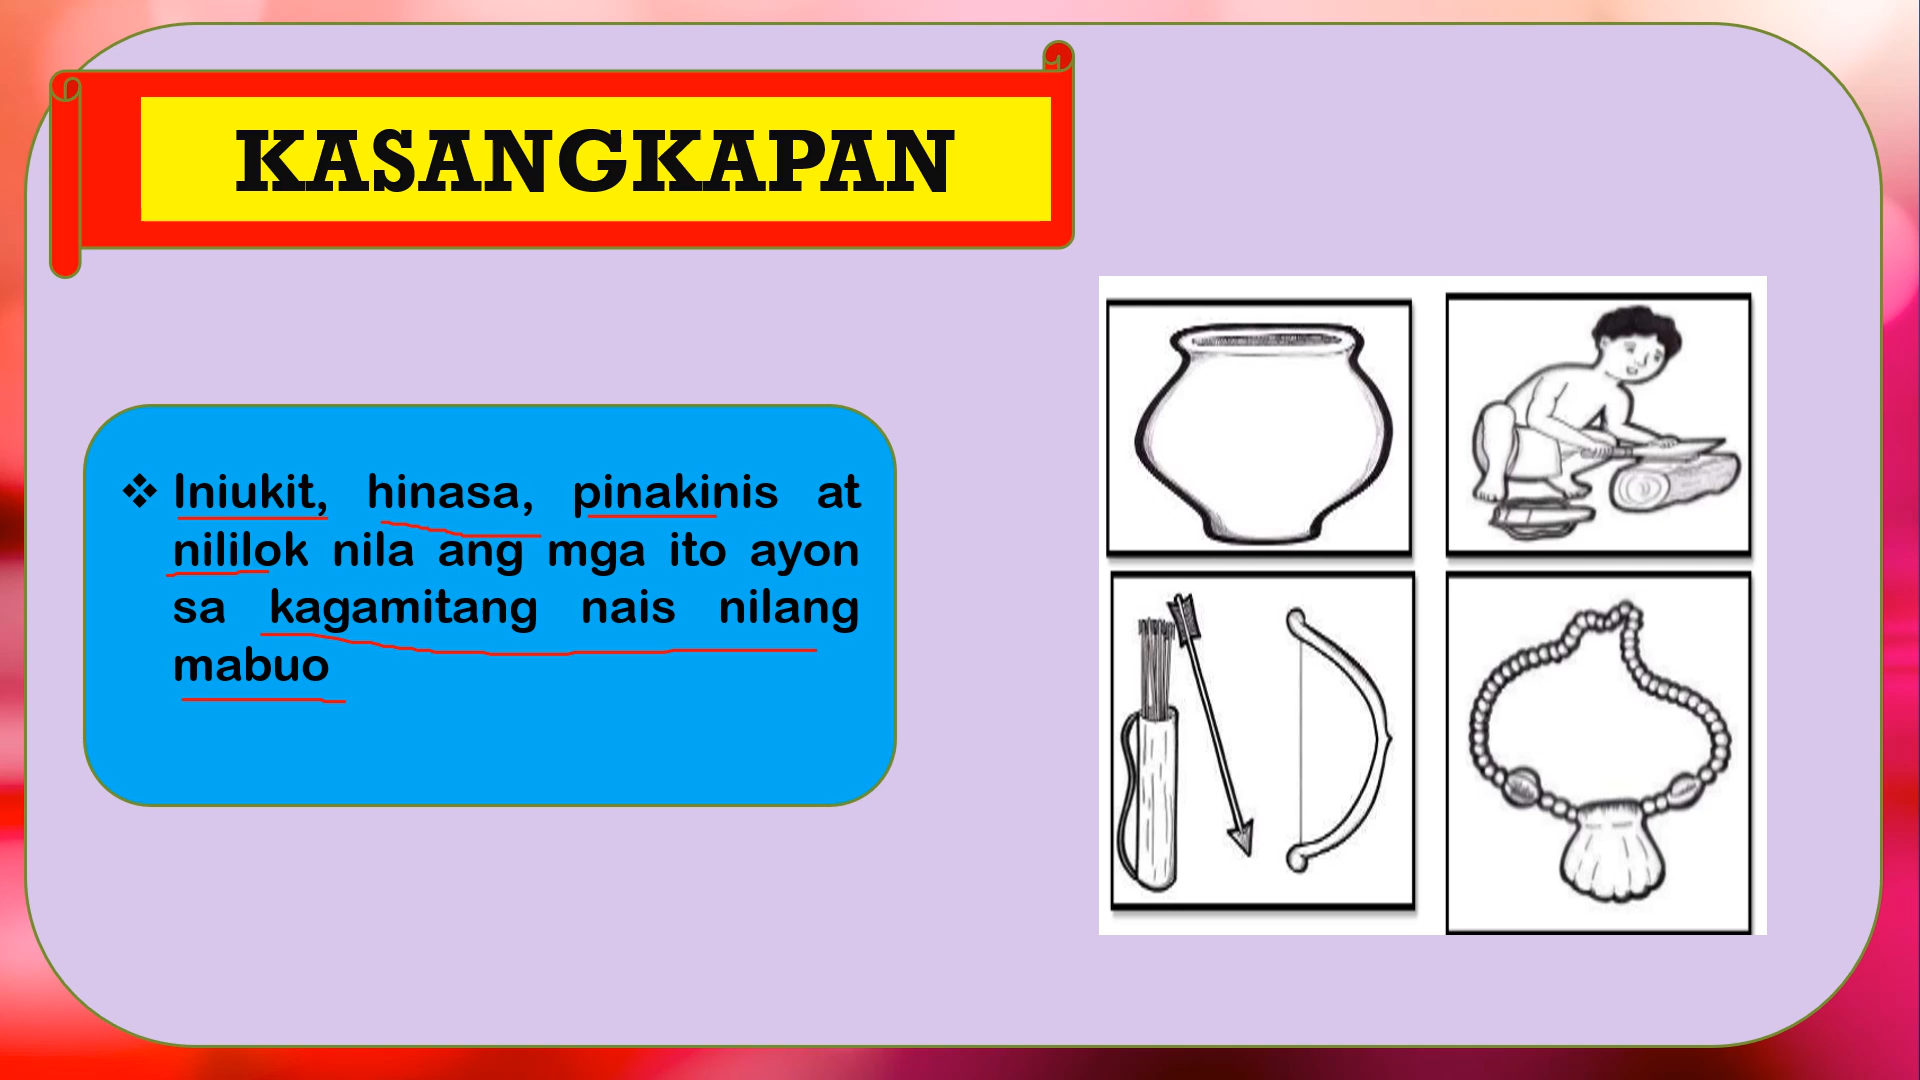 KASANGKAPAN
❖ Iniukit, hinasa, pinakinis at
nililok nila ang mga ito ayon
sa kagamitang nais nilang
mabuo